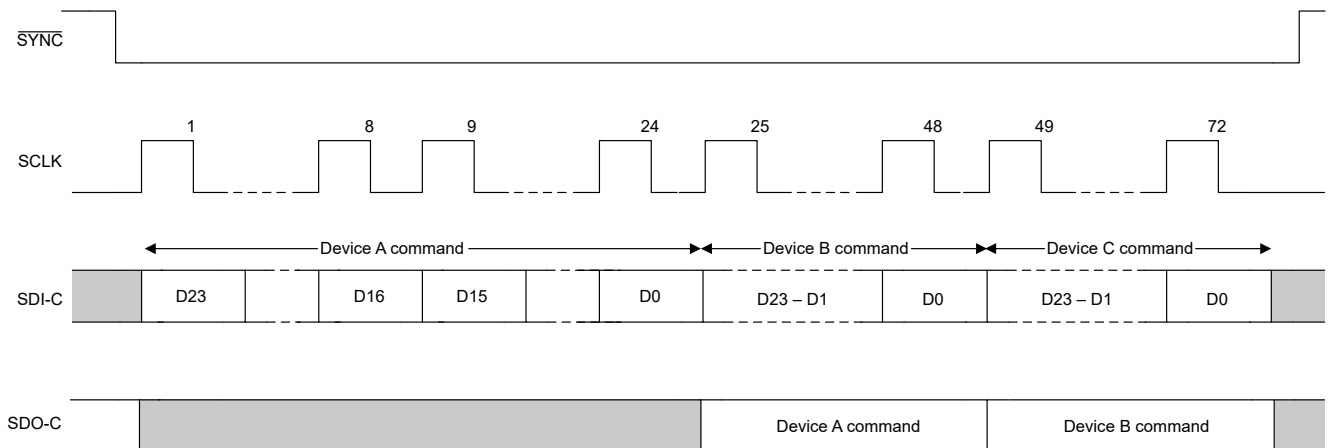 SYNC
1 8 9 24 25 48 49 72
SCLK
Device A command Device B command Device C command
SDI-C D23 D16 D15 D0 D23 – D1 D0 D23 – D1 D0
SDO-C Device A command Device B command